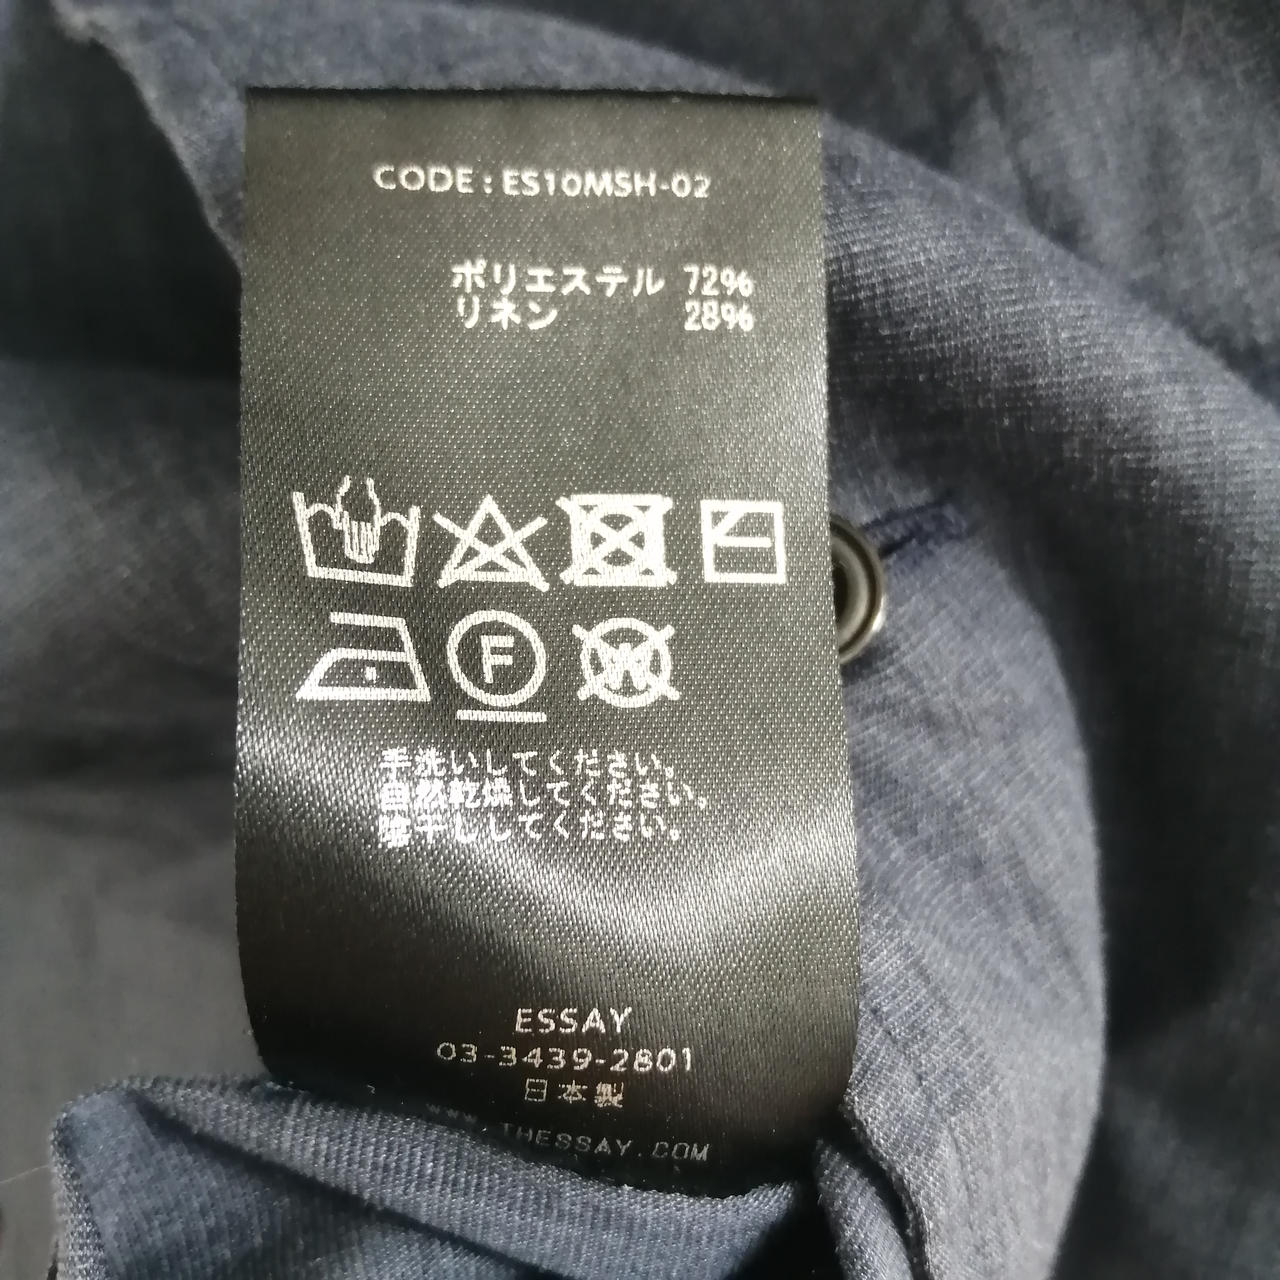 CODE : ES10MSH-02
ポリエステル 72%
リネン 28%
F
W
手洗いしてください。
自然乾燥してください。
陰干ししてください。
ESSAY
03-3439-2801
日本製
www.THESSAY.COM